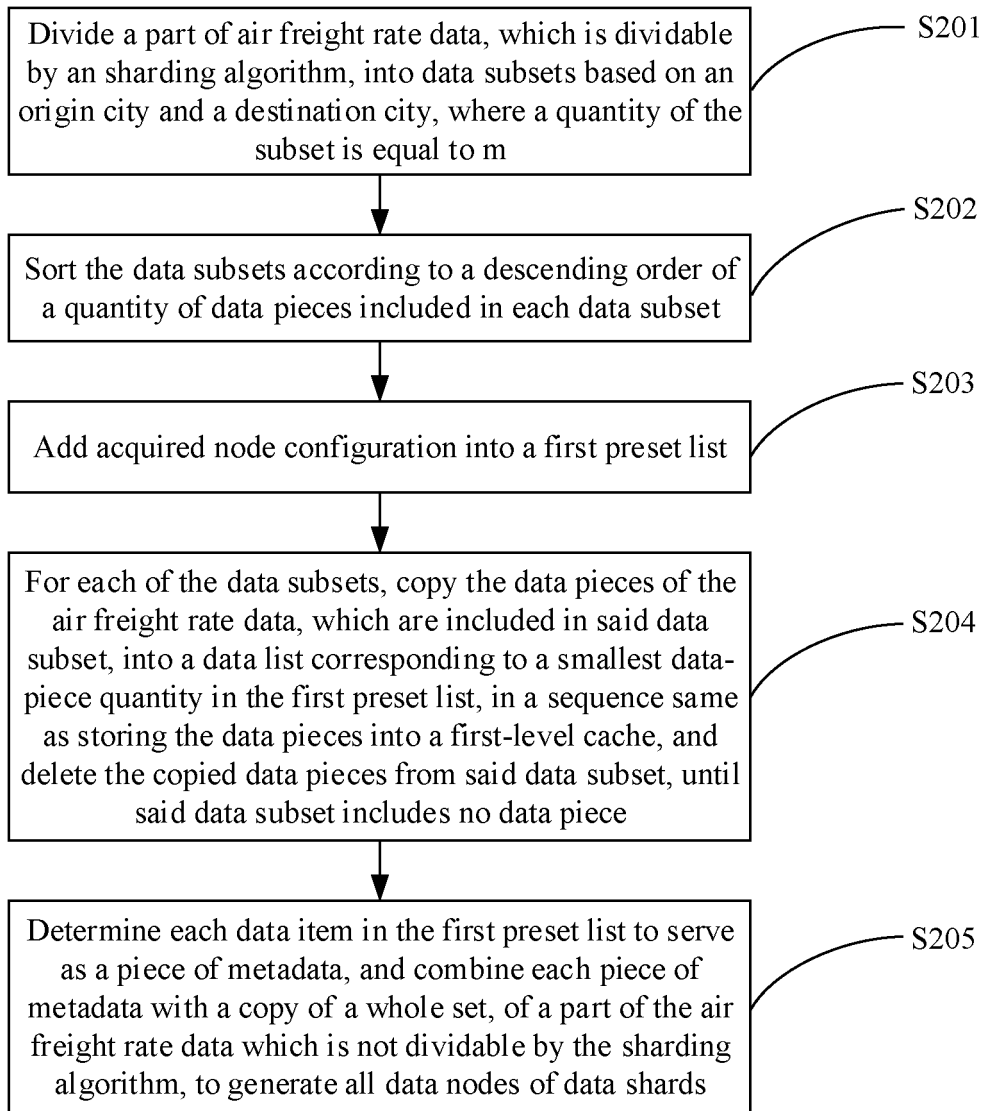 Divide a part of air freight rate data, which is dividable
by an sharding algorithm, into data subsets based on an
origin city and a destination city, where a quantity of the
subset is equal to m
S201
Sort the data subsets according to a descending order of
a quantity of data pieces included in each data subset
S202
Add acquired node configuration into a first preset list
S203
For each of the data subsets, copy the data pieces of the
air freight rate data, which are included in said data
subset, into a data list corresponding to a smallest data-
piece quantity in the first preset list, in a sequence same
as storing the data pieces into a first-level cache, and
delete the copied data pieces from said data subset, until
said data subset includes no data piece
S204
Determine each data item in the first preset list to serve
as a piece of metadata, and combine each piece of
metadata with a copy of a whole set, of a part of the air
freight rate data which is not dividable by the sharding
algorithm, to generate all data nodes of data shards
S205